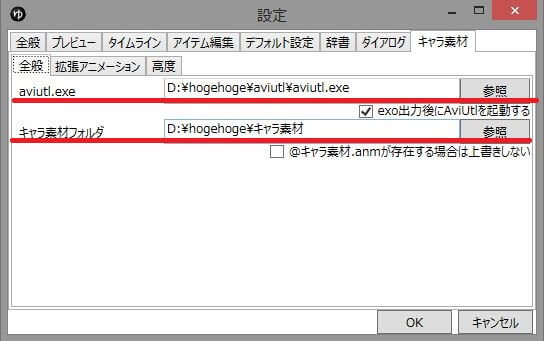 ゆ 設定
全般 プレビュー タイムライン アイテム編集 デフォルト設定 辞書 ダイアログ キャラ素材
全般 拡張アニメーション 高度
aviutl.exe D:¥hogehoge¥aviutl¥aviutl.exe 参照
exo出力後にAviUtlを起動する
キャラ素材フォルダ D:¥hogehoge¥キャラ素材 参照
@キャラ素材.anmが存在する場合は上書きしない
OK キャンセル